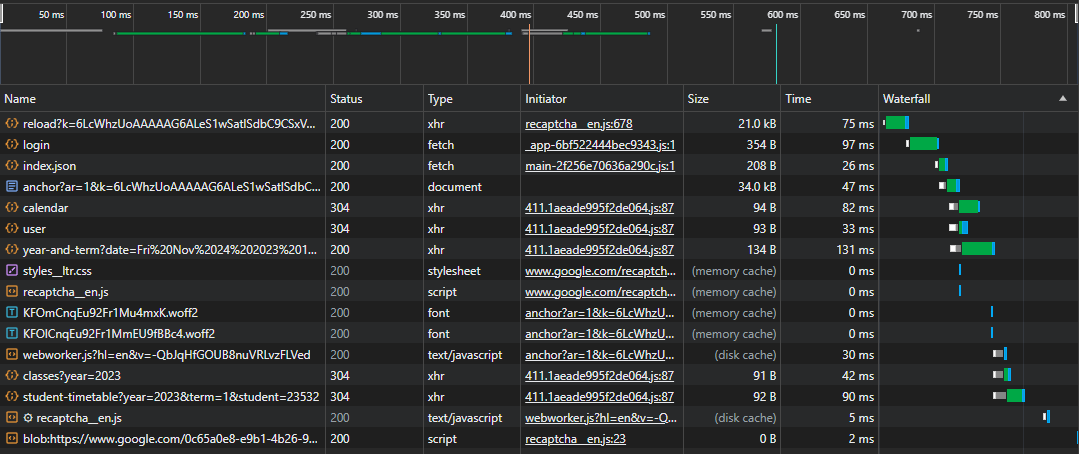 50 ms 100 ms 150 ms 200 ms 250 ms 300 ms 350 ms 400 ms 450 ms 500 ms 550 ms 600 ms 650 ms 700 ms 750 ms 800 ms
Name Status Type Initiator Size Time Waterfall
reload?k=6LcWhzUoAAAAAG6ALeS1wSatlSdbC9CSxV... 200 xhr recaptcha__en.js:678 21.0 kB 75 ms
login 200 fetch _app-6bf522444bec9343.js:1 354 B 97 ms
index.json 200 fetch main-2f256e70636a290c.js:1 208 B 26 ms
anchor?ar=1&k=6LcWhzUoAAAAAG6ALeS1wSatlSdbC... 200 document 34.0 kB 47 ms
calendar 304 xhr 411.1aeade995f2de064.js:87 94 B 82 ms
user 304 xhr 411.1aeade995f2de064.js:87 93 B 33 ms
year-and-term?date=Fri%20Nov%2024%202023%201... 200 xhr 411.1aeade995f2de064.js:87 134 B 131 ms
styles__ltr.css 200 stylesheet www.google.com/recaptch... (memory cache) 0 ms
recaptcha__en.js 200 script www.google.com/recaptch... (memory cache) 0 ms
KFOmCnqEu92Fr1Mu4mxK.woff2 200 font anchor?ar=1&k=6LcWhzU... (memory cache) 0 ms
KFOlCnqEu92Fr1MmEU9fBBc4.woff2 200 font anchor?ar=1&k=6LcWhzU... (memory cache) 0 ms
webworker.js?hl=en&v=-QbJqHfGOUB8nuVRLvzFLVed 200 text/javascript anchor?ar=1&k=6LcWhzU... (disk cache) 30 ms
classes?year=2023 304 xhr 411.1aeade995f2de064.js:87 91 B 42 ms
student-timetable?year=2023&term=1&student=23532 304 xhr 411.1aeade995f2de064.js:87 92 B 90 ms
recaptcha__en.js 200 text/javascript webworker.js?hl=en&v=-Q... (disk cache) 5 ms
blob:https://www.google.com/0c65a0e8-e9b1-4b26-9... 200 script recaptcha__en.js:23 0 B 2 ms